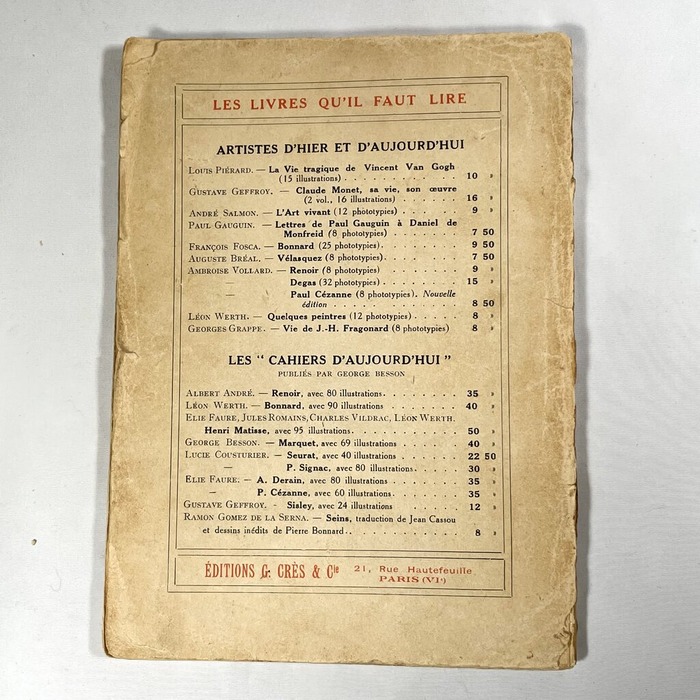 LES LIVRES QU'IL FAUT LIRE
ARTISTES D'HIER ET D'AUJOURD'HUI
LOUIS PIÉRARD. — La Vie tragique de Vincent Van Gogh
(15 illustrations) . . . . . . . . . . 10 »
GUSTAVE GEFFROY. — Claude Monet, sa vie, son œuvre
(2 vol., 16 illustrations) . . . . . . . 16 »
ANDRÉ SALMON. — L'Art vivant (12 phototypies) . . . . . . 9 »
PAUL GAUGUIN. — Lettres de Paul Gauguin à Daniel de
Monfreid (8 phototypies) . . . . . . . 7 50
FRANÇOIS FOSCA. — Bonnard (25 phototypies) . . . . . . . 9 50
AUGUSTE BRÉAL. — Vélasquez (8 phototypies). . . . . . . 7 50
AMBROISE VOLLARD. — Renoir (8 phototypies) . . . . . . 9 »
— Degas (32 phototypies) . . . . . . . 15 »
— Paul Cézanne (8 phototypies). Nouvelle
édition . . . . . . . . . . . . 8 50
LÉON WERTH. — Quelques peintres (12 phototypies) . . . . . 8 »
GEORGES GRAPPE. — Vie de J.-H. Fragonard (8 phototypies) 8 »
LES "CAHIERS D'AUJOURD'HUI"
PUBLIÉS PAR GEORGE BESSON
ALBERT ANDRÉ. — Renoir, avec 80 illustrations. . . . . . . . 35 »
LÉON WERTH. — Bonnard, avec 90 illustrations . . . . . . . 40 »
ELIE FAURE, JULES ROMAINS, CHARLES VILDRAC, LÉON WERTH.
Henri Matisse, avec 95 illustrations. . . . . . . . . . 50 »
GEORGE BESSON. — Marquet, avec 69 illustrations . . . . . 40 »
LUCIE COUSTURIER. — Seurat, avec 40 illustrations . . . . . 22 50
— P. Signac, avec 80 illustrations. . . . . 30 »
ELIE FAURE. — A. Derain, avec 80 illustrations . . . . . . . 35 »
— P. Cézanne, avec 60 illustrations. . . . . . . 35 »
GUSTAVE GEFFROY. - Sisley, avec 24 illustrations . . . . . 12 »
RAMON GOMEZ DE LA SERNA. — Seins, traduction de Jean Cassou
et dessins inédits de Pierre Bonnard. . . . . . . . . . . 8 »
ÉDITIONS G. CRÈS & Cie 21, Rue Hautefeuille
PARIS (VIe)